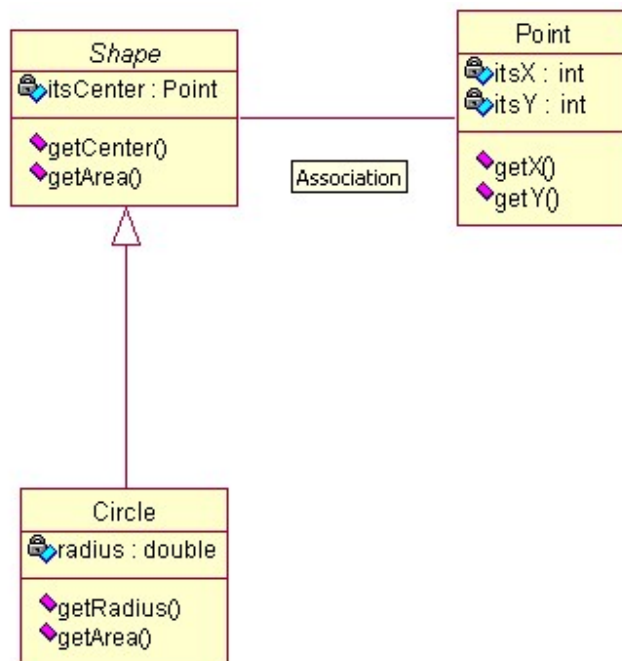 Shape
itsCenter : Point
getCenter()
getArea()
Point
itsX : int
itsY : int
getX()
getY()
Association
Circle
radius : double
getRadius()
getArea()